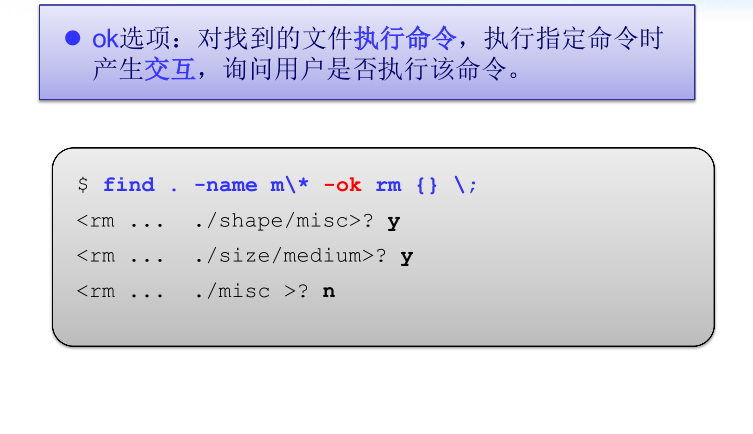 ● ok选项：对找到的文件执行命令，执行指定命令时
产生交互，询问用户是否执行该命令。
$ find . -name m\* -ok rm {} \;
<rm ... ./shape/misc>? y
<rm ... ./size/medium>? y
<rm ... ./misc >? n